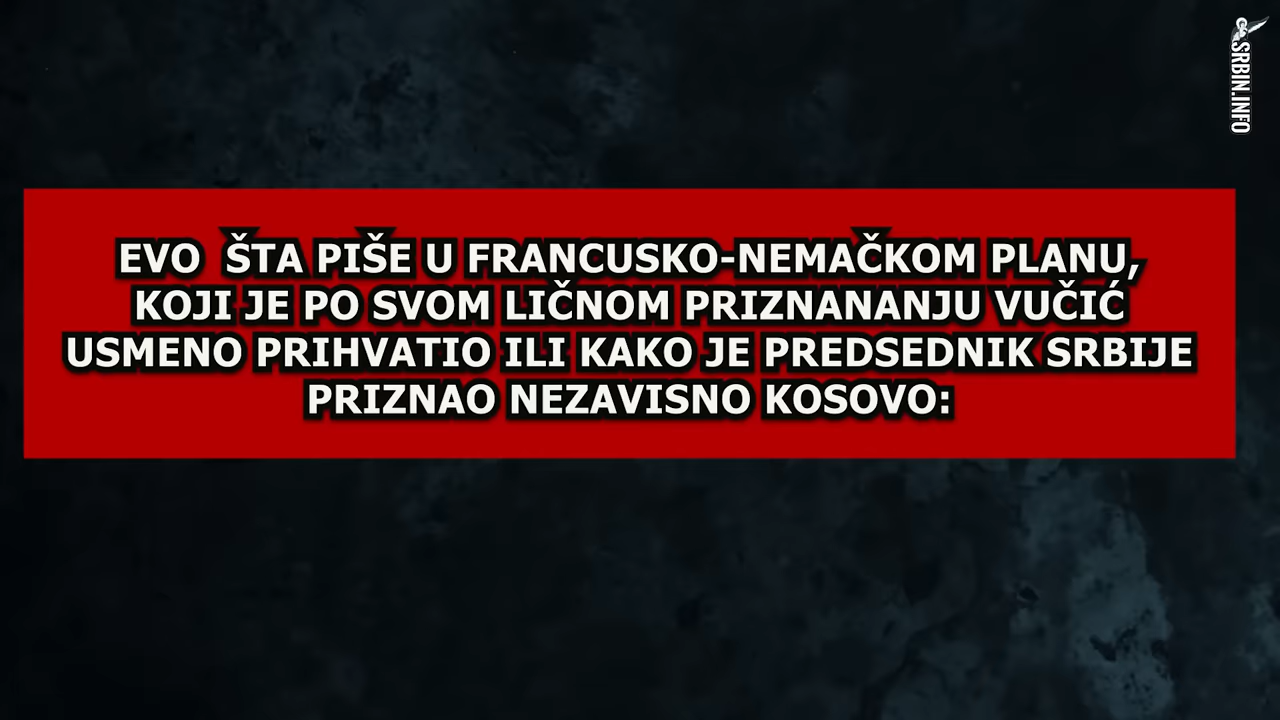 SRBIN.INFO
EVO ŠTA PIŠE U FRANCUSKO-NEMAČKOM PLANU,
KOJI JE PO SVOM LIČNOM PRIZNANANJU VUČIĆ
USMENO PRIHVATIO ILI KAKO JE PREDSEDNIK SRBIJE
PRIZNAO NEZAVISNO KOSOVO: